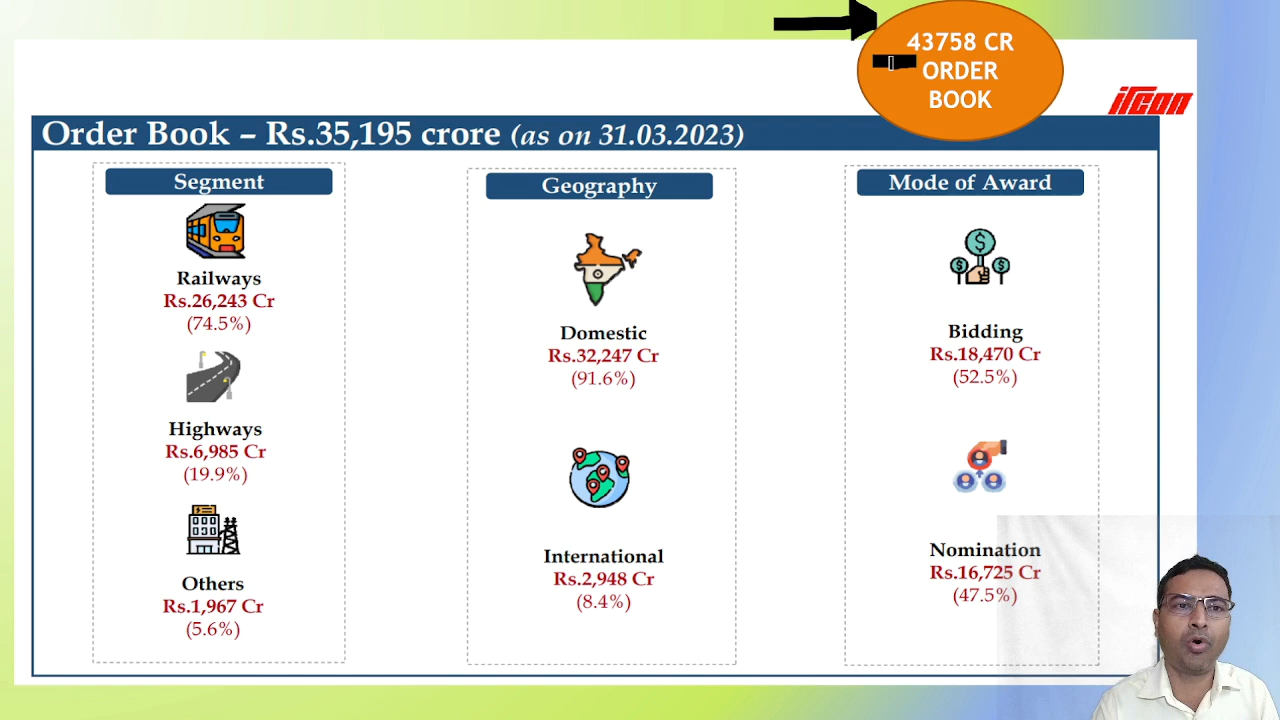 43758 CR
ORDER
BOOK
ircon
Order Book – Rs.35,195 crore (as on 31.03.2023)
Segment
Railways
Rs.26,243 Cr
(74.5%)
Highways
Rs.6,985 Cr
(19.9%)
Others
Rs.1,967 Cr
(5.6%)
Geography
Domestic
Rs.32,247 Cr
(91.6%)
International
Rs.2,948 Cr
(8.4%)
Mode of Award
Bidding
Rs.18,470 Cr
(52.5%)
Nomination
Rs.16,725 Cr
(47.5%)